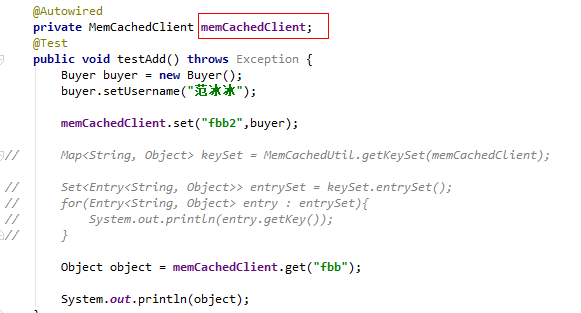 @Autowired
private MemCachedClient memCachedClient;
@Test
public void testAdd() throws Exception {
Buyer buyer = new Buyer();
buyer.setUsername("范冰冰");
memCachedClient.set("fbb2",buyer);
// Map<String, Object> keySet = MemCachedUtil.getKeySet(memCachedClient);
// Set<Entry<String, Object>> entrySet = keySet.entrySet();
// for(Entry<String, Object> entry : entrySet){
// System.out.println(entry.getKey());
// }
Object object = memCachedClient.get("fbb");
System.out.println(object);
}